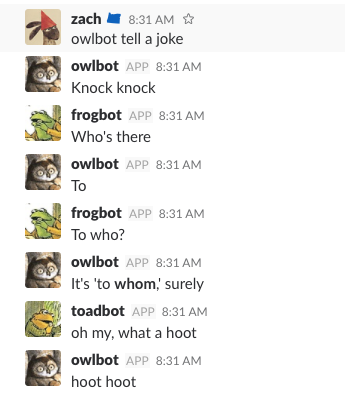 zach 8:31 AM
owlbot tell a joke
owlbot APP 8:31 AM
Knock knock
frogbot APP 8:31 AM
Who's there
owlbot APP 8:31 AM
To
frogbot APP 8:31 AM
To who?
owlbot APP 8:31 AM
It's 'to whom,' surely
toadbot APP 8:31 AM
oh my, what a hoot
owlbot APP 8:31 AM
hoot hoot